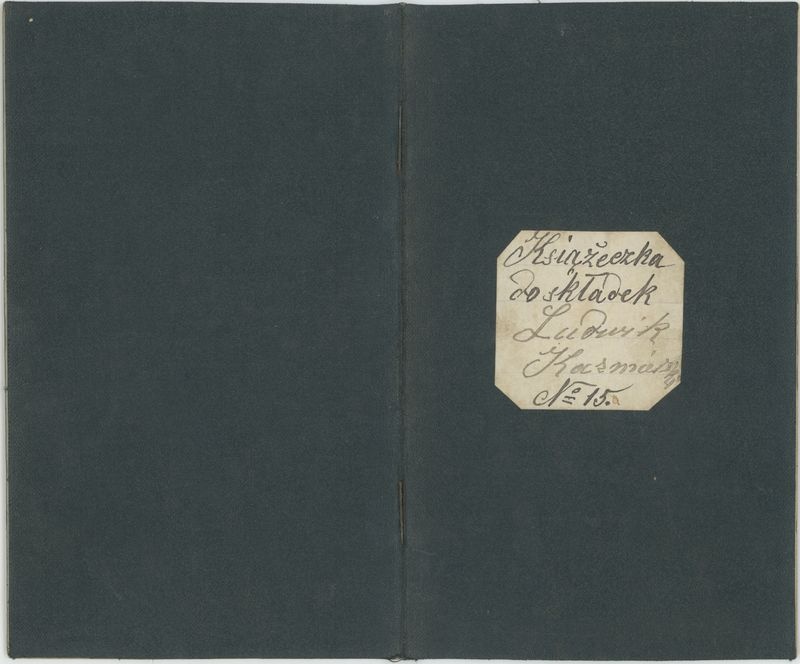 Książeczka
do składek
Ludwik
No 15.